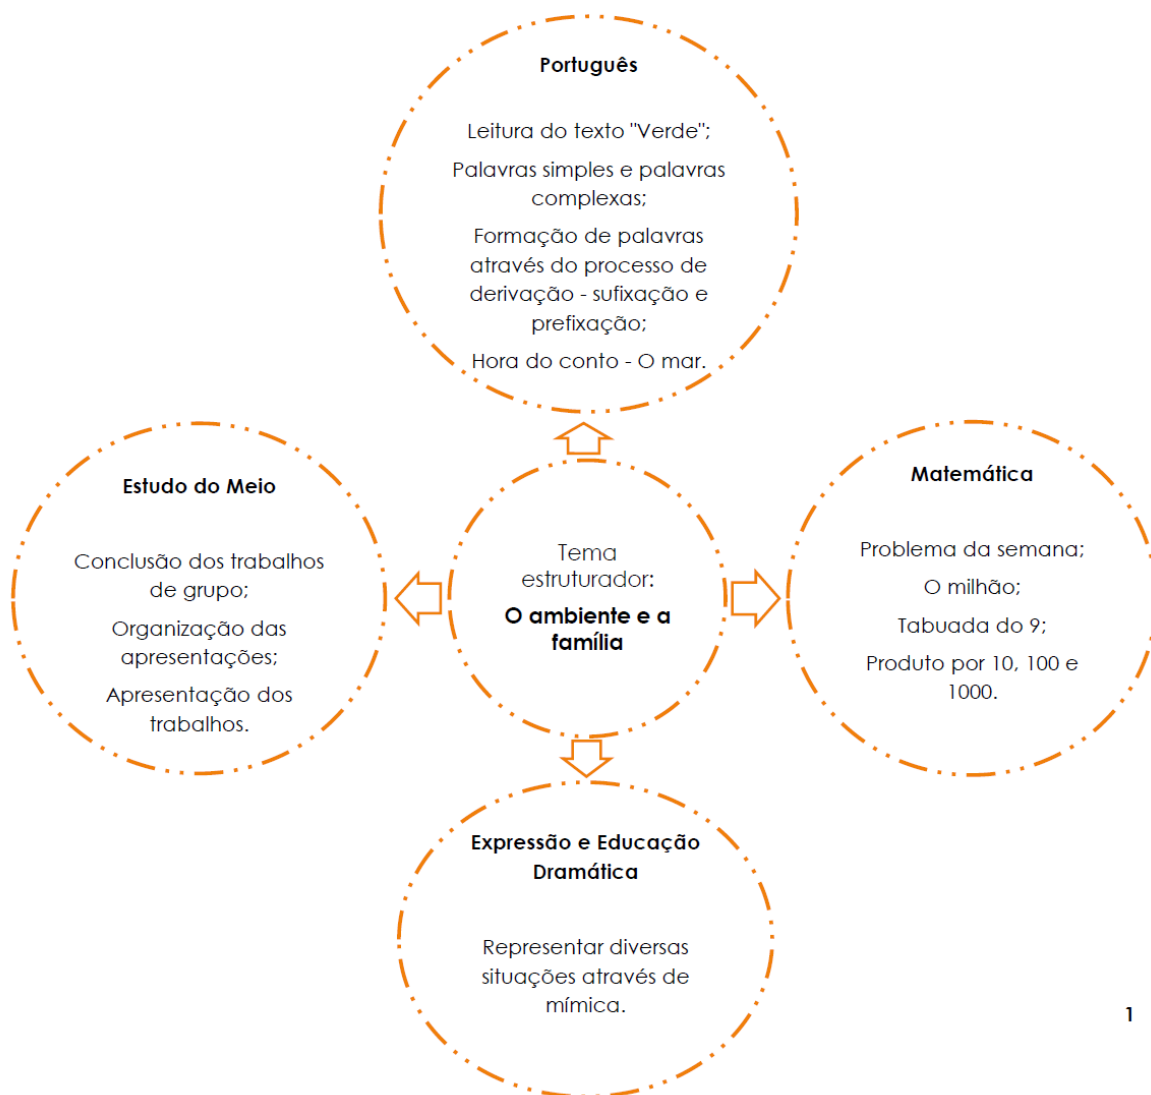 Português
Leitura do texto "Verde";
Palavras simples e palavras
complexas;
Formação de palavras
através do processo de
derivação - sufixação e
prefixação;
Hora do conto - O mar.
Estudo do Meio
Conclusão dos trabalhos
de grupo;
Organização das
apresentações;
Apresentação dos
trabalhos.
Tema
estruturador:
O ambiente e a
família
Matemática
Problema da semana;
O milhão;
Tabuada do 9;
Produto por 10, 100 e
1000.
Expressão e Educação
Dramática
Representar diversas
situações através de
mímica.
1